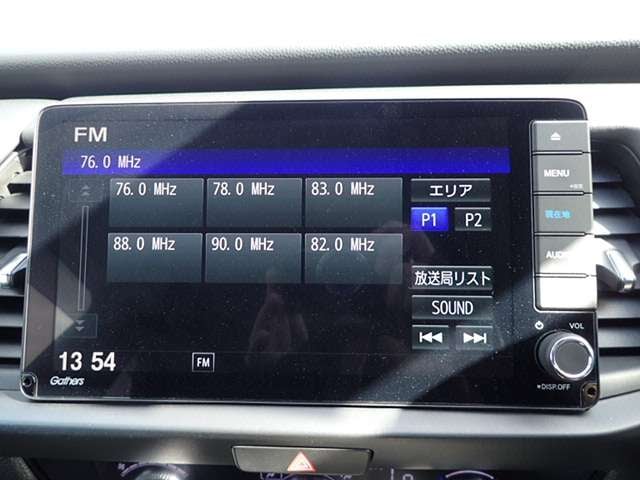 FM
76.0 MHz
76.0 MHz
78.0 MHz
83.0 MHz
エリア
P1
P2
88.0 MHz
90.0 MHz
82.0 MHz
放送局リスト
SOUND
13 54
FM
Gathers
MENU
現在地
VOL
DISP.OFF